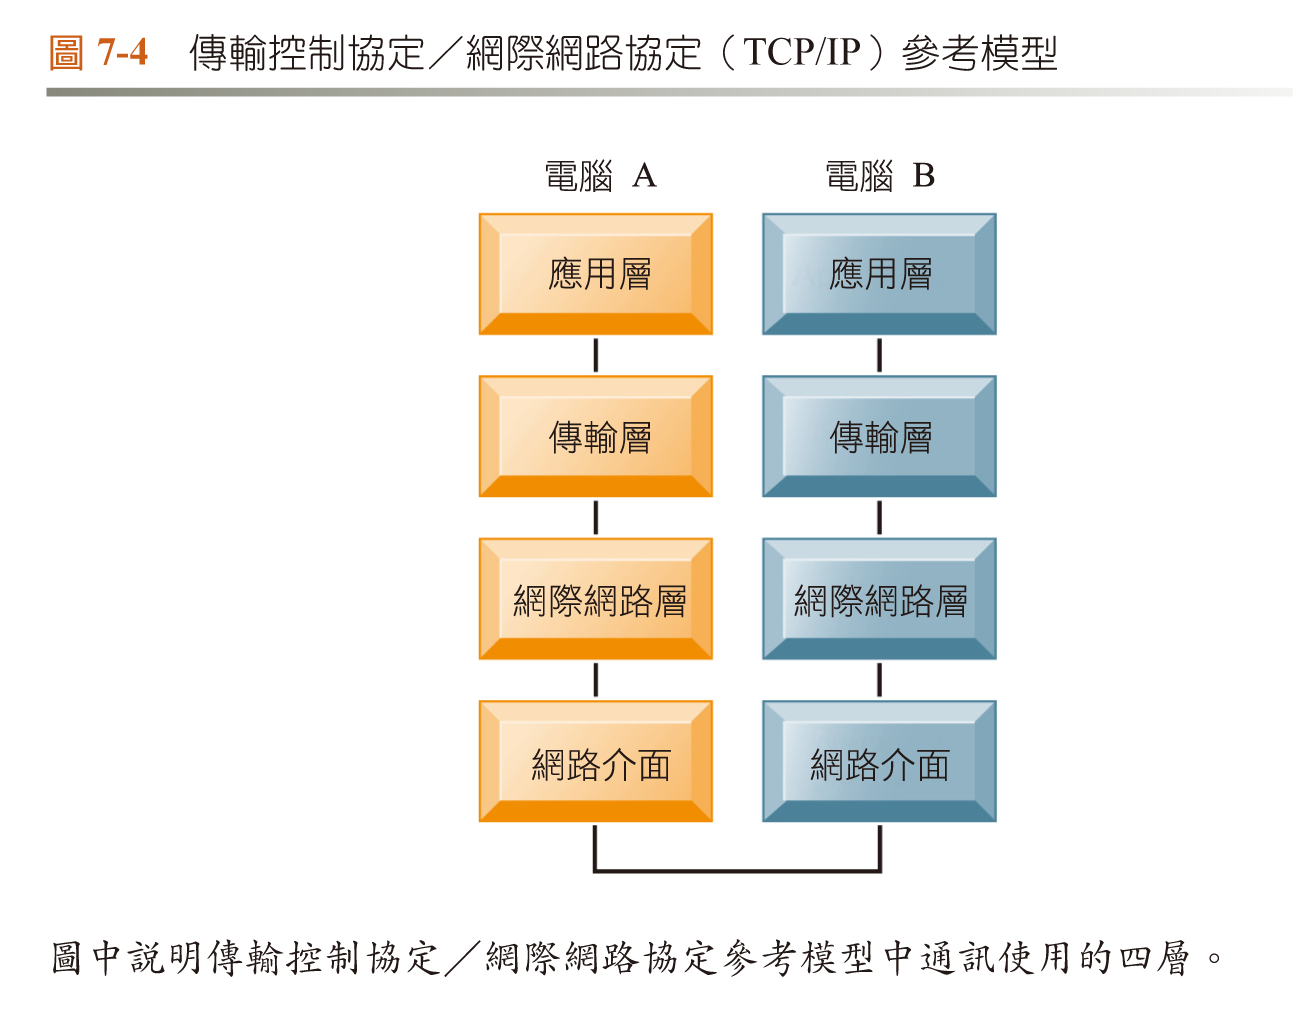 圖 7-4 傳輸控制協定／網際網路協定（TCP/IP）參考模型
電腦 A
電腦 B
應用層
應用層
傳輸層
傳輸層
網際網路層
網際網路層
網路介面
網路介面
圖中說明傳輸控制協定／網際網路協定參考模型中通訊使用的四層。